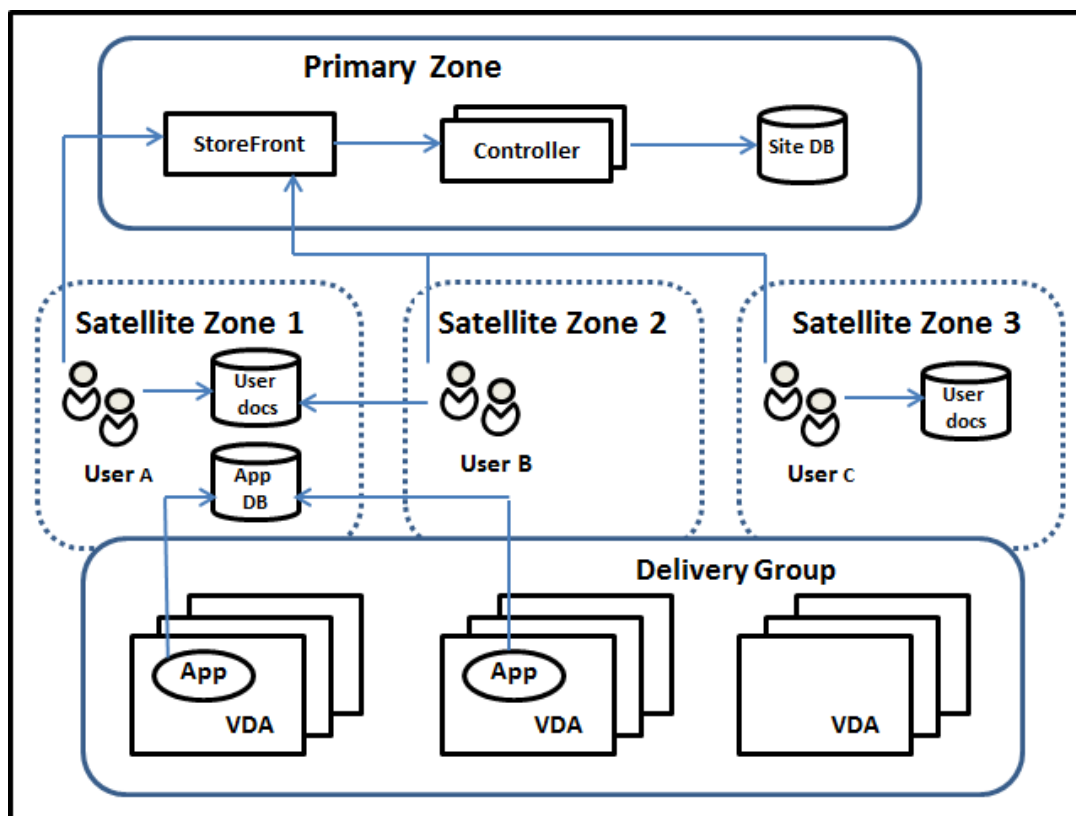 Primary Zone
StoreFront
Controller
Site DB
Satellite Zone 1
Satellite Zone 2
Satellite Zone 3
User
docs
User
docs
User A
User B
User C
App
DB
Delivery Group
App
VDA
App
VDA
VDA